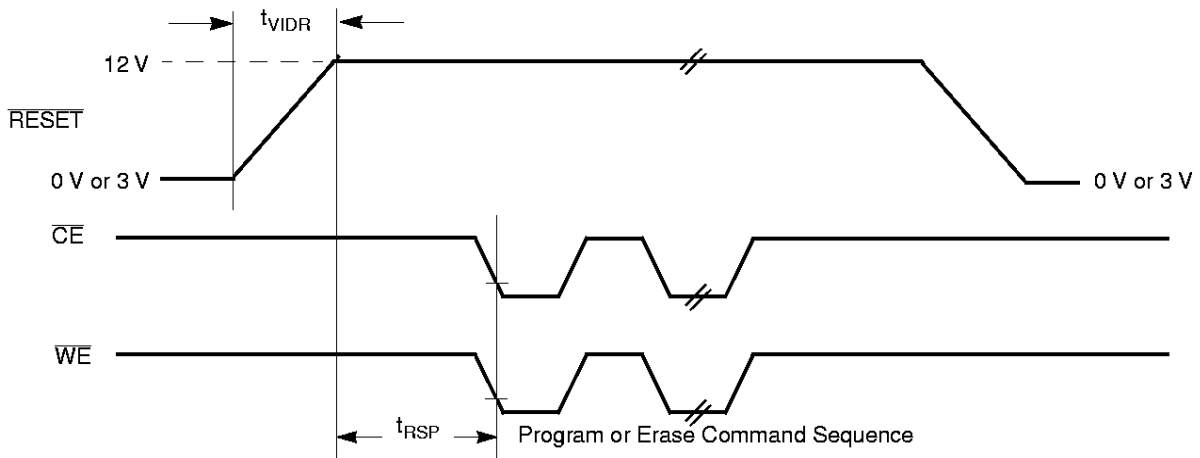 tVIDR
12 V
RESET
0 V or 3 V
0 V or 3 V
CE
WE
tRSP
Program or Erase Command Sequence